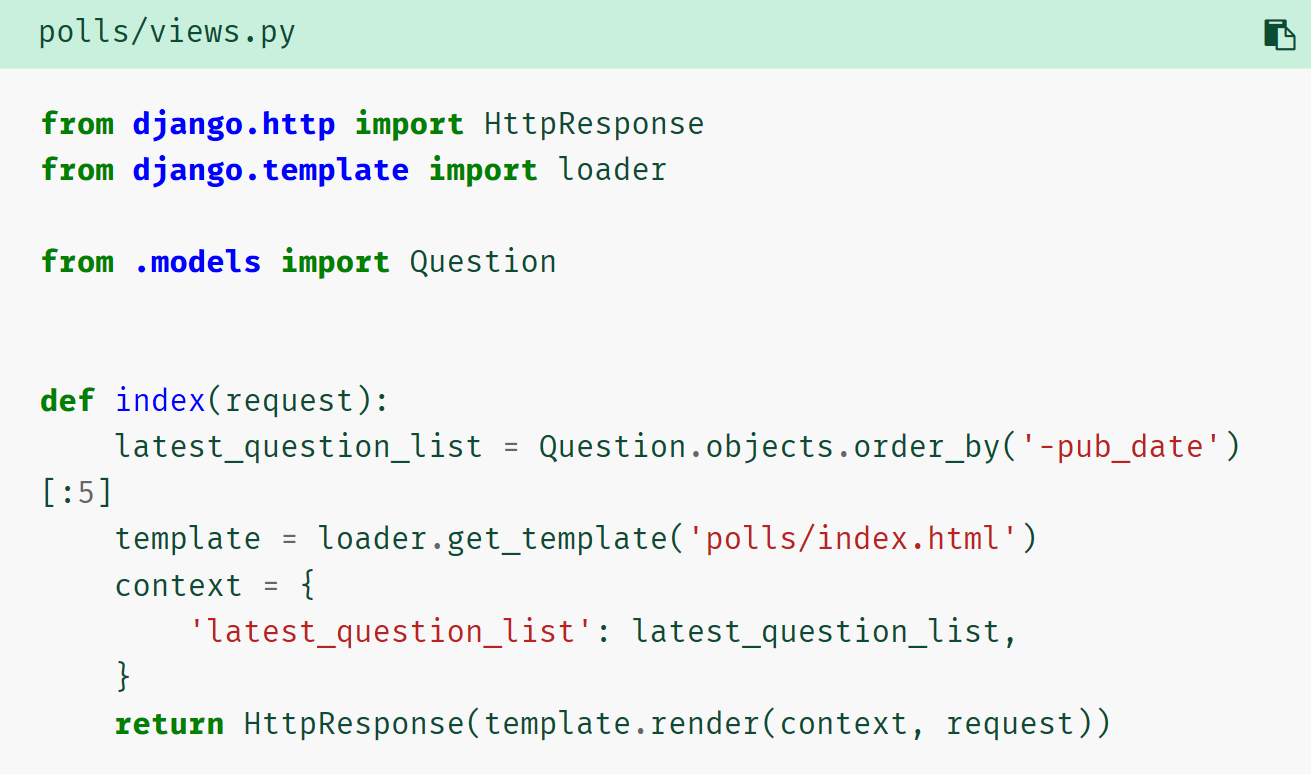 polls/views.py
from django.http import HttpResponse
from django.template import loader
from .models import Question
def index(request):
    latest_question_list = Question.objects.order_by('-pub_date')
[:5]
    template = loader.get_template('polls/index.html')
    context = {
        'latest_question_list': latest_question_list,
    }
    return HttpResponse(template.render(context, request))